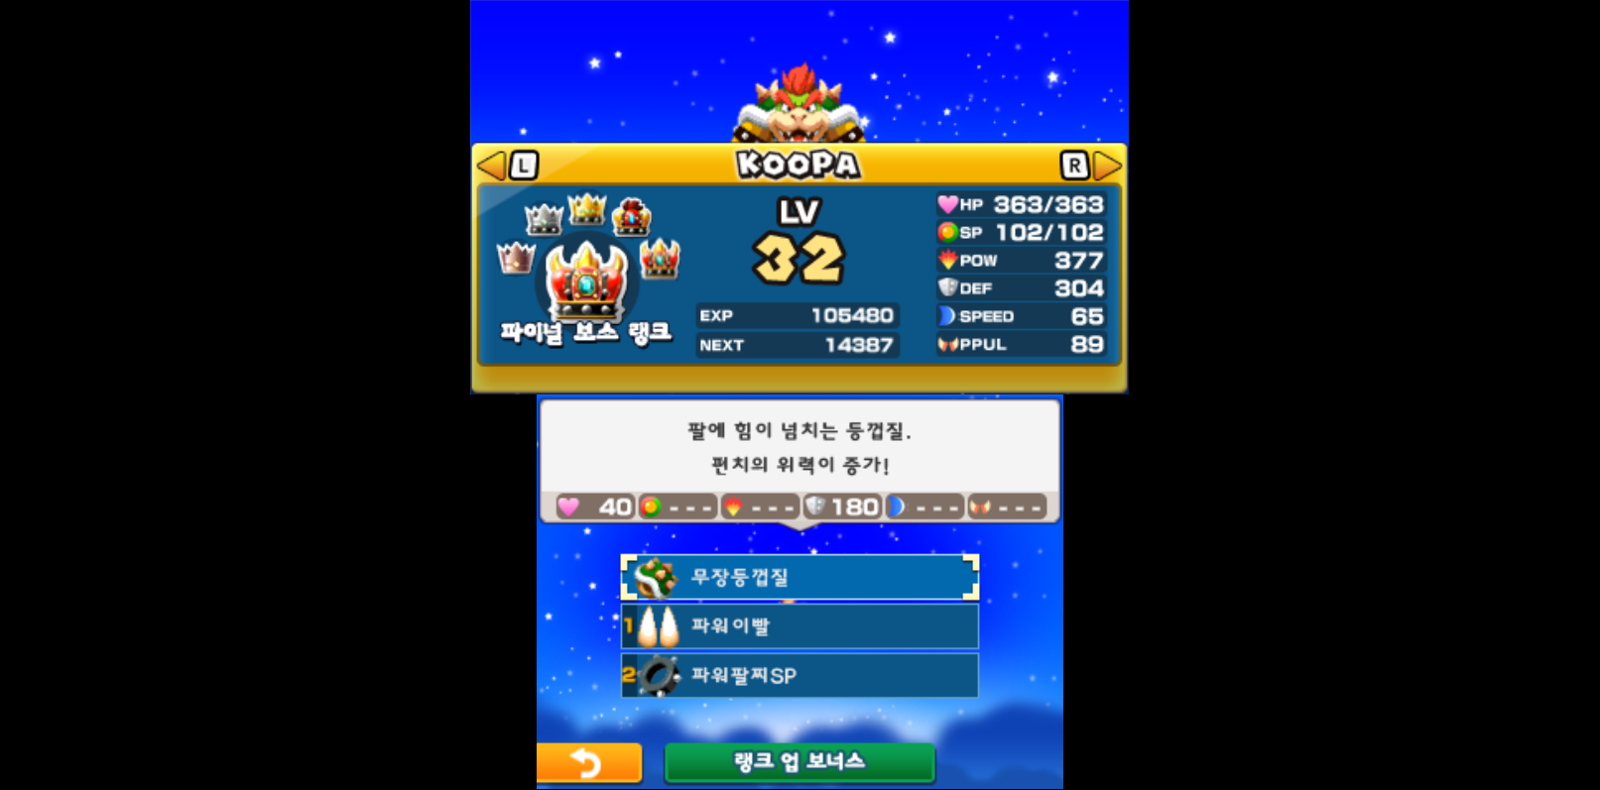 L
KOOPA
R
파이널 보스 랭크
LV
32
EXP 105480
NEXT 14387
HP 363/363
SP 102/102
POW 377
DEF 304
SPEED 65
PPUL 89
팔에 힘이 넘치는 등껍질.
펀치의 위력이 증가!
40 --- --- 180 --- ---
무장등껍질
1 파워이빨
2 파워팔찌SP
랭크 업 보너스